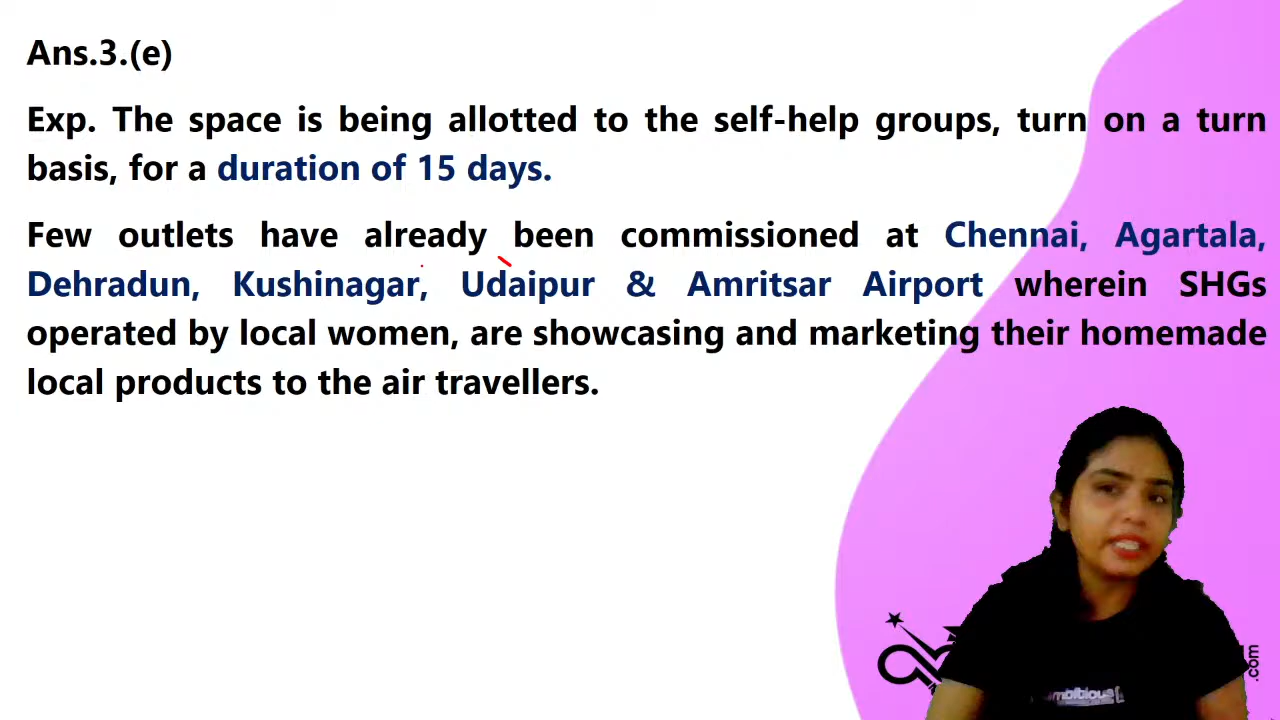 Ans.3.(e)
Exp. The space is being allotted to the self-help groups, turn on a turn
basis, for a duration of 15 days.
Few outlets have already been commissioned at Chennai, Agartala,
Dehradun, Kushinagar, Udaipur & Amritsar Airport wherein SHGs
operated by local women, are showcasing and marketing their homemade
local products to the air travellers.
.com